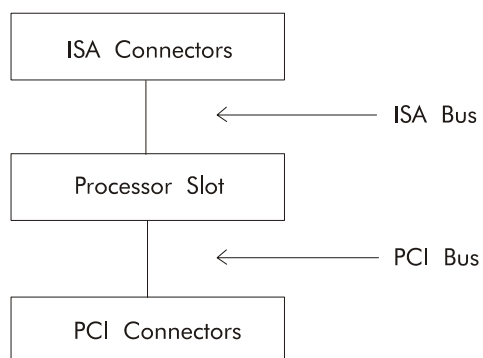 ISA Connectors
ISA Bus
Processor Slot
PCI Bus
PCI Connectors